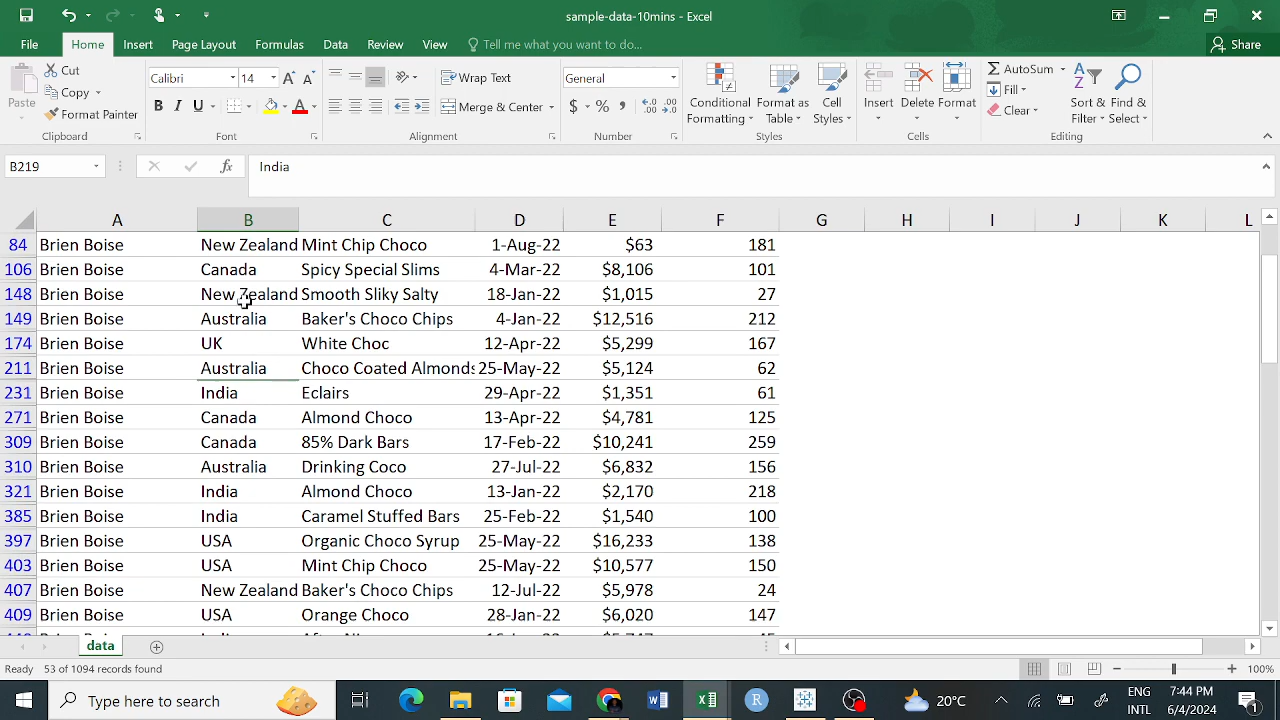 sample-data-10mins - Excel
File Home Insert Page Layout Formulas Data Review View Tell me what you want to do... Share
Cut
Copy
Format Painter
Paste
Calibri 14
B I U
Wrap Text
Merge & Center
General
$ % ,
Conditional Formatting
Format as Table
Cell Styles
Insert Delete Format
AutoSum
Fill
Clear
Sort & Filter
Find & Select
Clipboard Font Alignment Number Styles Cells Editing
B219 fx India
A B C D E F G H I J K L
84 Brien Boise New Zealand Mint Chip Choco 1-Aug-22 $63 181
106 Brien Boise Canada Spicy Special Slims 4-Mar-22 $8,106 101
148 Brien Boise New Zealand Smooth Sliky Salty 18-Jan-22 $1,015 27
149 Brien Boise Australia Baker's Choco Chips 4-Jan-22 $12,516 212
174 Brien Boise UK White Choc 12-Apr-22 $5,299 167
211 Brien Boise Australia Choco Coated Almonds 25-May-22 $5,124 62
231 Brien Boise India Eclairs 29-Apr-22 $1,351 61
271 Brien Boise Canada Almond Choco 13-Apr-22 $4,781 125
309 Brien Boise Canada 85% Dark Bars 17-Feb-22 $10,241 259
310 Brien Boise Australia Drinking Coco 27-Jul-22 $6,832 156
321 Brien Boise India Almond Choco 13-Jan-22 $2,170 218
385 Brien Boise India Caramel Stuffed Bars 25-Feb-22 $1,540 100
397 Brien Boise USA Organic Choco Syrup 25-May-22 $16,233 138
403 Brien Boise USA Mint Chip Choco 25-May-22 $10,577 150
407 Brien Boise New Zealand Baker's Choco Chips 12-Jul-22 $5,978 24
409 Brien Boise USA Orange Choco 28-Jan-22 $6,020 147
data
Ready 53 of 1094 records found 100%
Type here to search
20°C
ENG 7:44 PM
INTL 6/4/2024